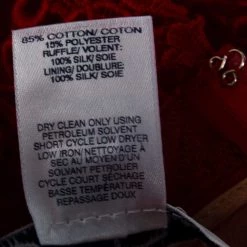 85% COTTON/ COTON
15% POLYESTER
RUFFLE/ VOLENT:
100% SILK/ SOIE
LINING/ DOUBLURE:
100% SILK/ SOIE
DRY CLEAN ONLY USING
PETROLEUM SOLVENT
SHORT CYCLE LOW DRYER
LOW IRON/ NETTOYAGE À
SEC AU MOYEN D'UN
SOLVANT PETROLIER
CYCLE COURT SÉCHAGE
BASSE TEMPÉRATURE
REPASSAGE DOUX